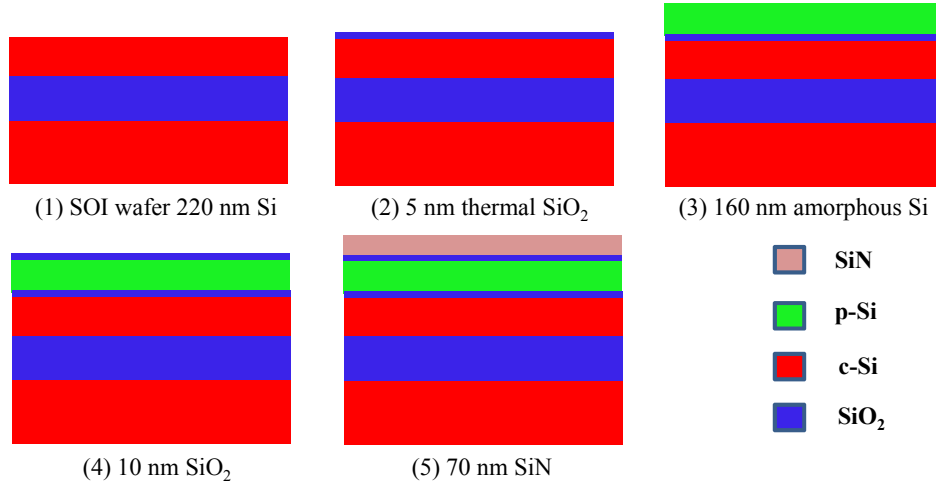 (1) SOI wafer 220 nm Si
(2) 5 nm thermal SiO₂
(3) 160 nm amorphous Si
SiN
p-Si
c-Si
SiO₂
(4) 10 nm SiO₂
(5) 70 nm SiN